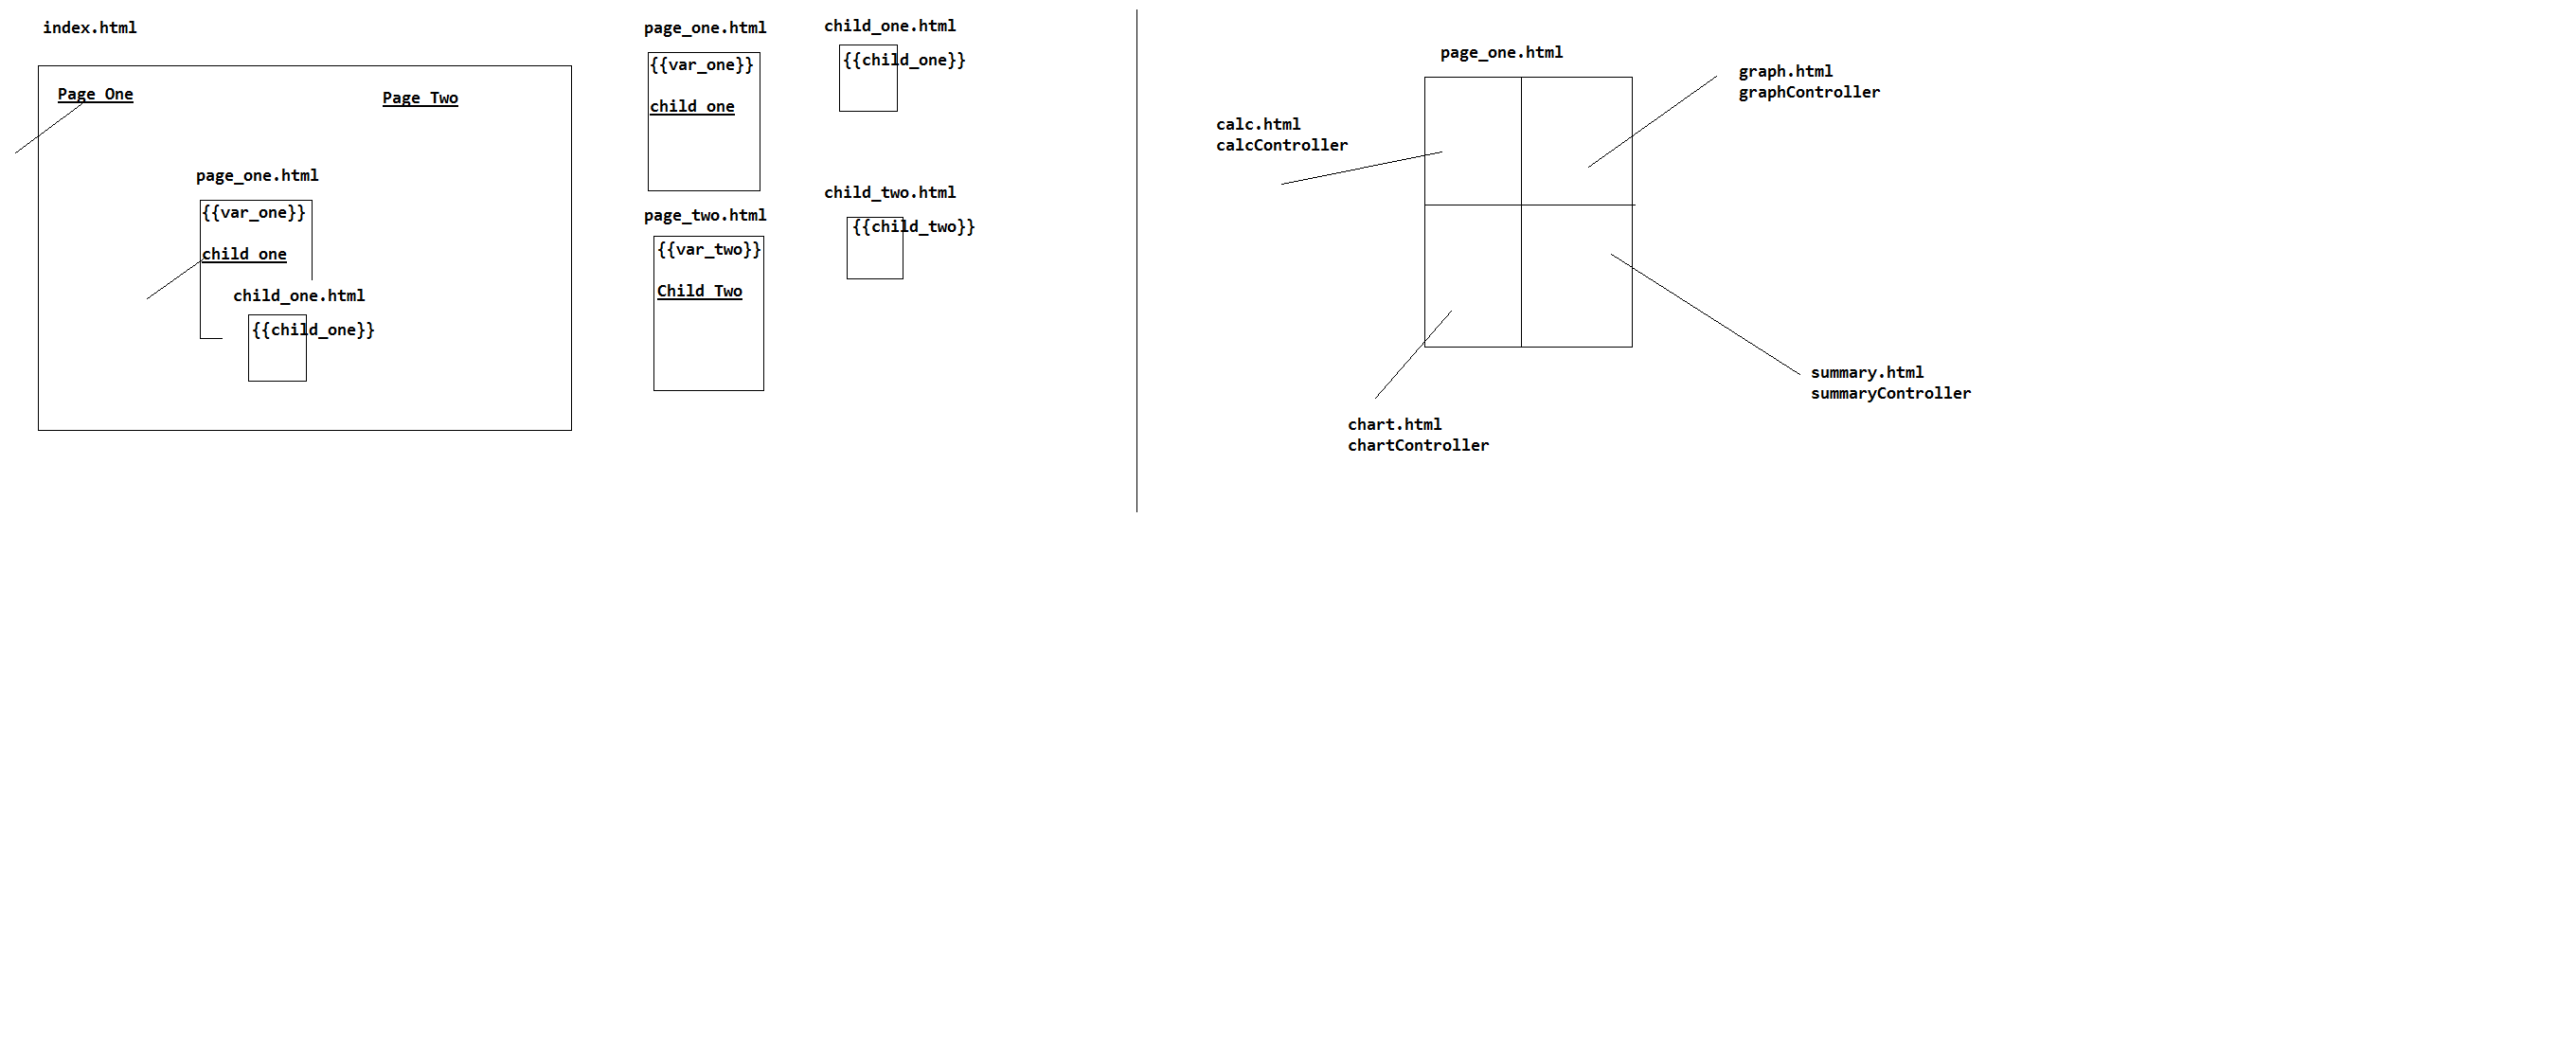 index.html
Page One
Page Two
page_one.html
{{var_one}}
child one
child_one.html
{{child_one}}
page_one.html
{{var_one}}
child one
page_two.html
{{var_two}}
Child Two
child_one.html
{{child_one}}
child_two.html
{{child_two}}
page_one.html
calc.html
calcController
graph.html
graphController
chart.html
chartController
summary.html
summaryController